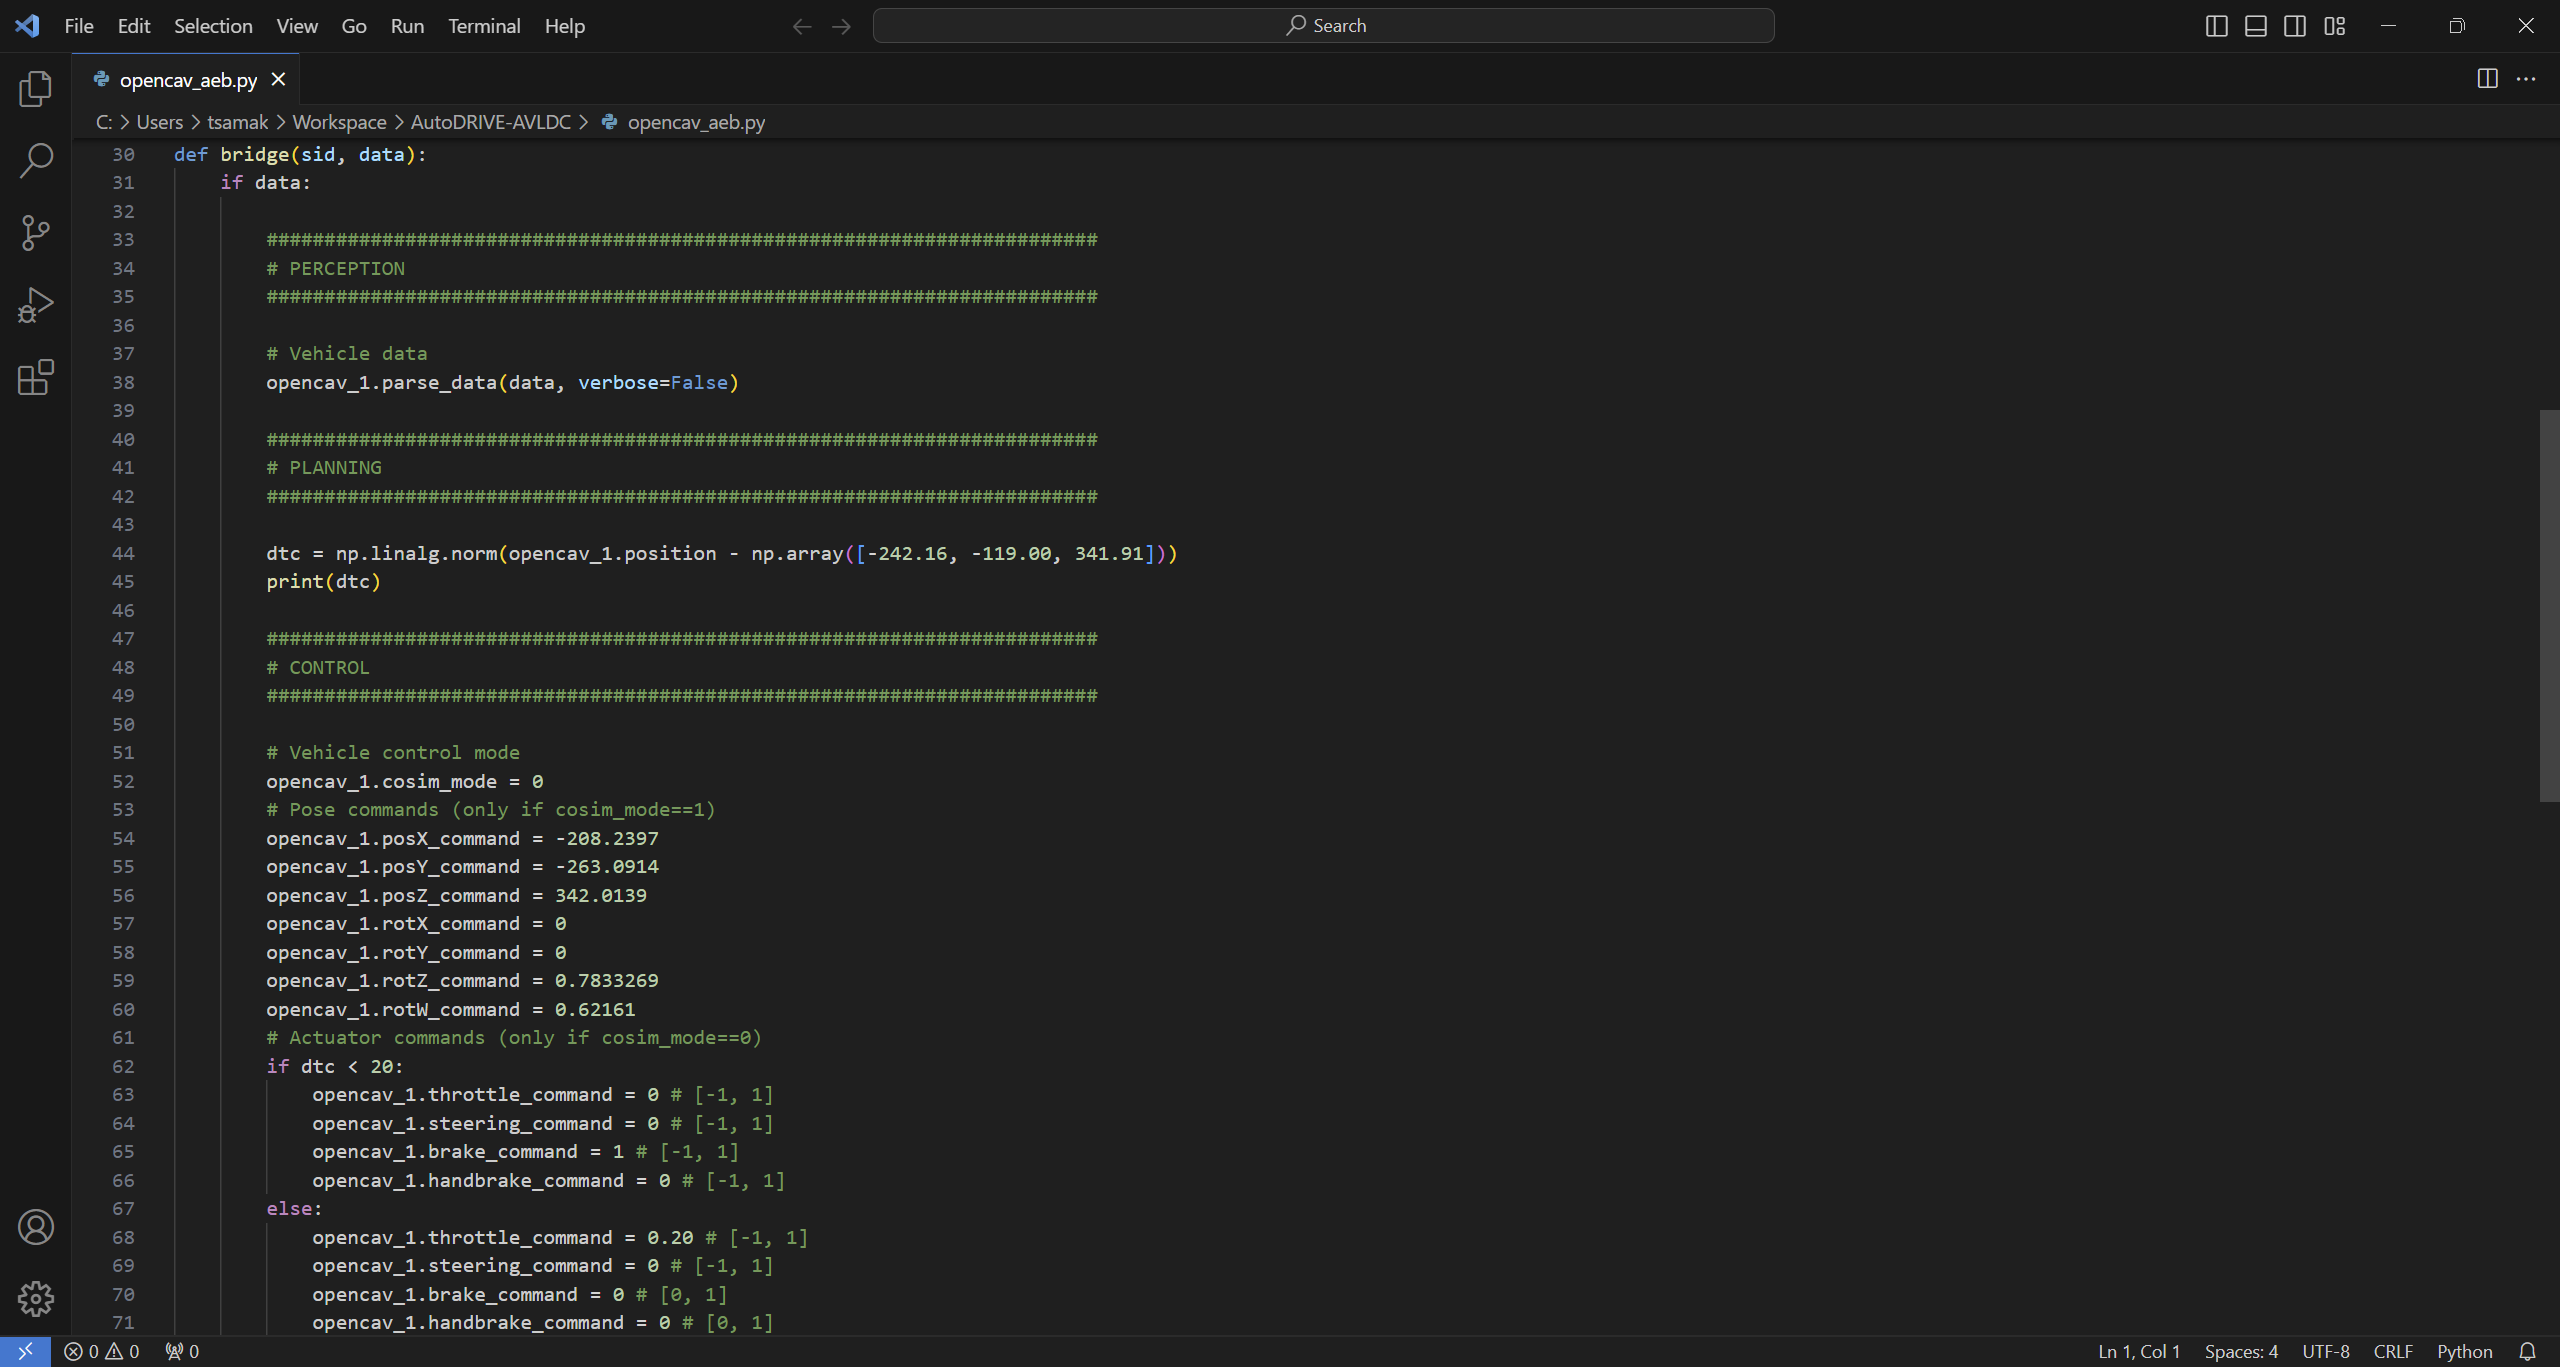 File Edit Selection View Go Run Terminal Help Search
opencav_aeb.py
C: > Users > tsamak > Workspace > AutoDRIVE-AVLDC > opencav_aeb.py
30 def bridge(sid, data):
31     if data:
32
33         ########################################################################
34         # PERCEPTION
35         ########################################################################
36
37         # Vehicle data
38         opencav_1.parse_data(data, verbose=False)
39
40         ########################################################################
41         # PLANNING
42         ########################################################################
43
44         dtc = np.linalg.norm(opencav_1.position - np.array([-242.16, -119.00, 341.91]))
45         print(dtc)
46
47         ########################################################################
48         # CONTROL
49         ########################################################################
50
51         # Vehicle control mode
52         opencav_1.cosim_mode = 0
53         # Pose commands (only if cosim_mode==1)
54         opencav_1.posX_command = -208.2397
55         opencav_1.posY_command = -263.0914
56         opencav_1.posZ_command = 342.0139
57         opencav_1.rotX_command = 0
58         opencav_1.rotY_command = 0
59         opencav_1.rotZ_command = 0.7833269
60         opencav_1.rotW_command = 0.62161
61         # Actuator commands (only if cosim_mode==0)
62         if dtc < 20:
63             opencav_1.throttle_command = 0 # [-1, 1]
64             opencav_1.steering_command = 0 # [-1, 1]
65             opencav_1.brake_command = 1 # [-1, 1]
66             opencav_1.handbrake_command = 0 # [-1, 1]
67         else:
68             opencav_1.throttle_command = 0.20 # [-1, 1]
69             opencav_1.steering_command = 0 # [-1, 1]
70             opencav_1.brake_command = 0 # [0, 1]
71             opencav_1.handbrake_command = 0 # [0, 1]
0 0 0 Ln 1, Col 1 Spaces: 4 UTF-8 CRLF Python